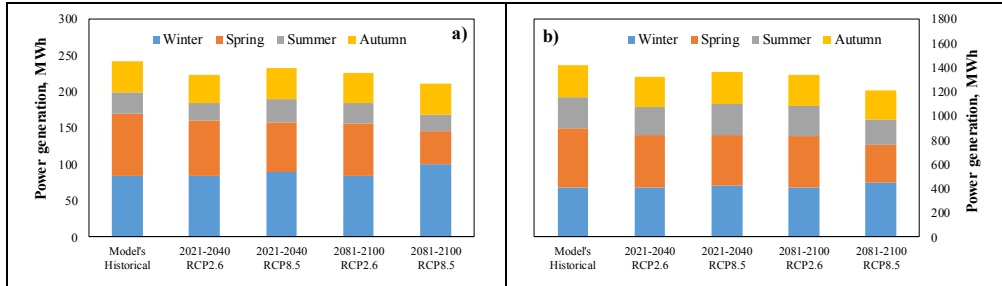 a)
Power generation, MWh
300
250
200
150
100
50
0
Winter Spring Summer Autumn
Model's Historical
2021-2040 RCP2.6
2021-2040 RCP8.5
2081-2100 RCP2.6
2081-2100 RCP8.5
b)
Winter Spring Summer Autumn
1800
1600
1400
1200
1000
800
600
400
200
0
Power generation, MWh
Model's Historical
2021-2040 RCP2.6
2021-2040 RCP8.5
2081-2100 RCP2.6
2081-2100 RCP8.5